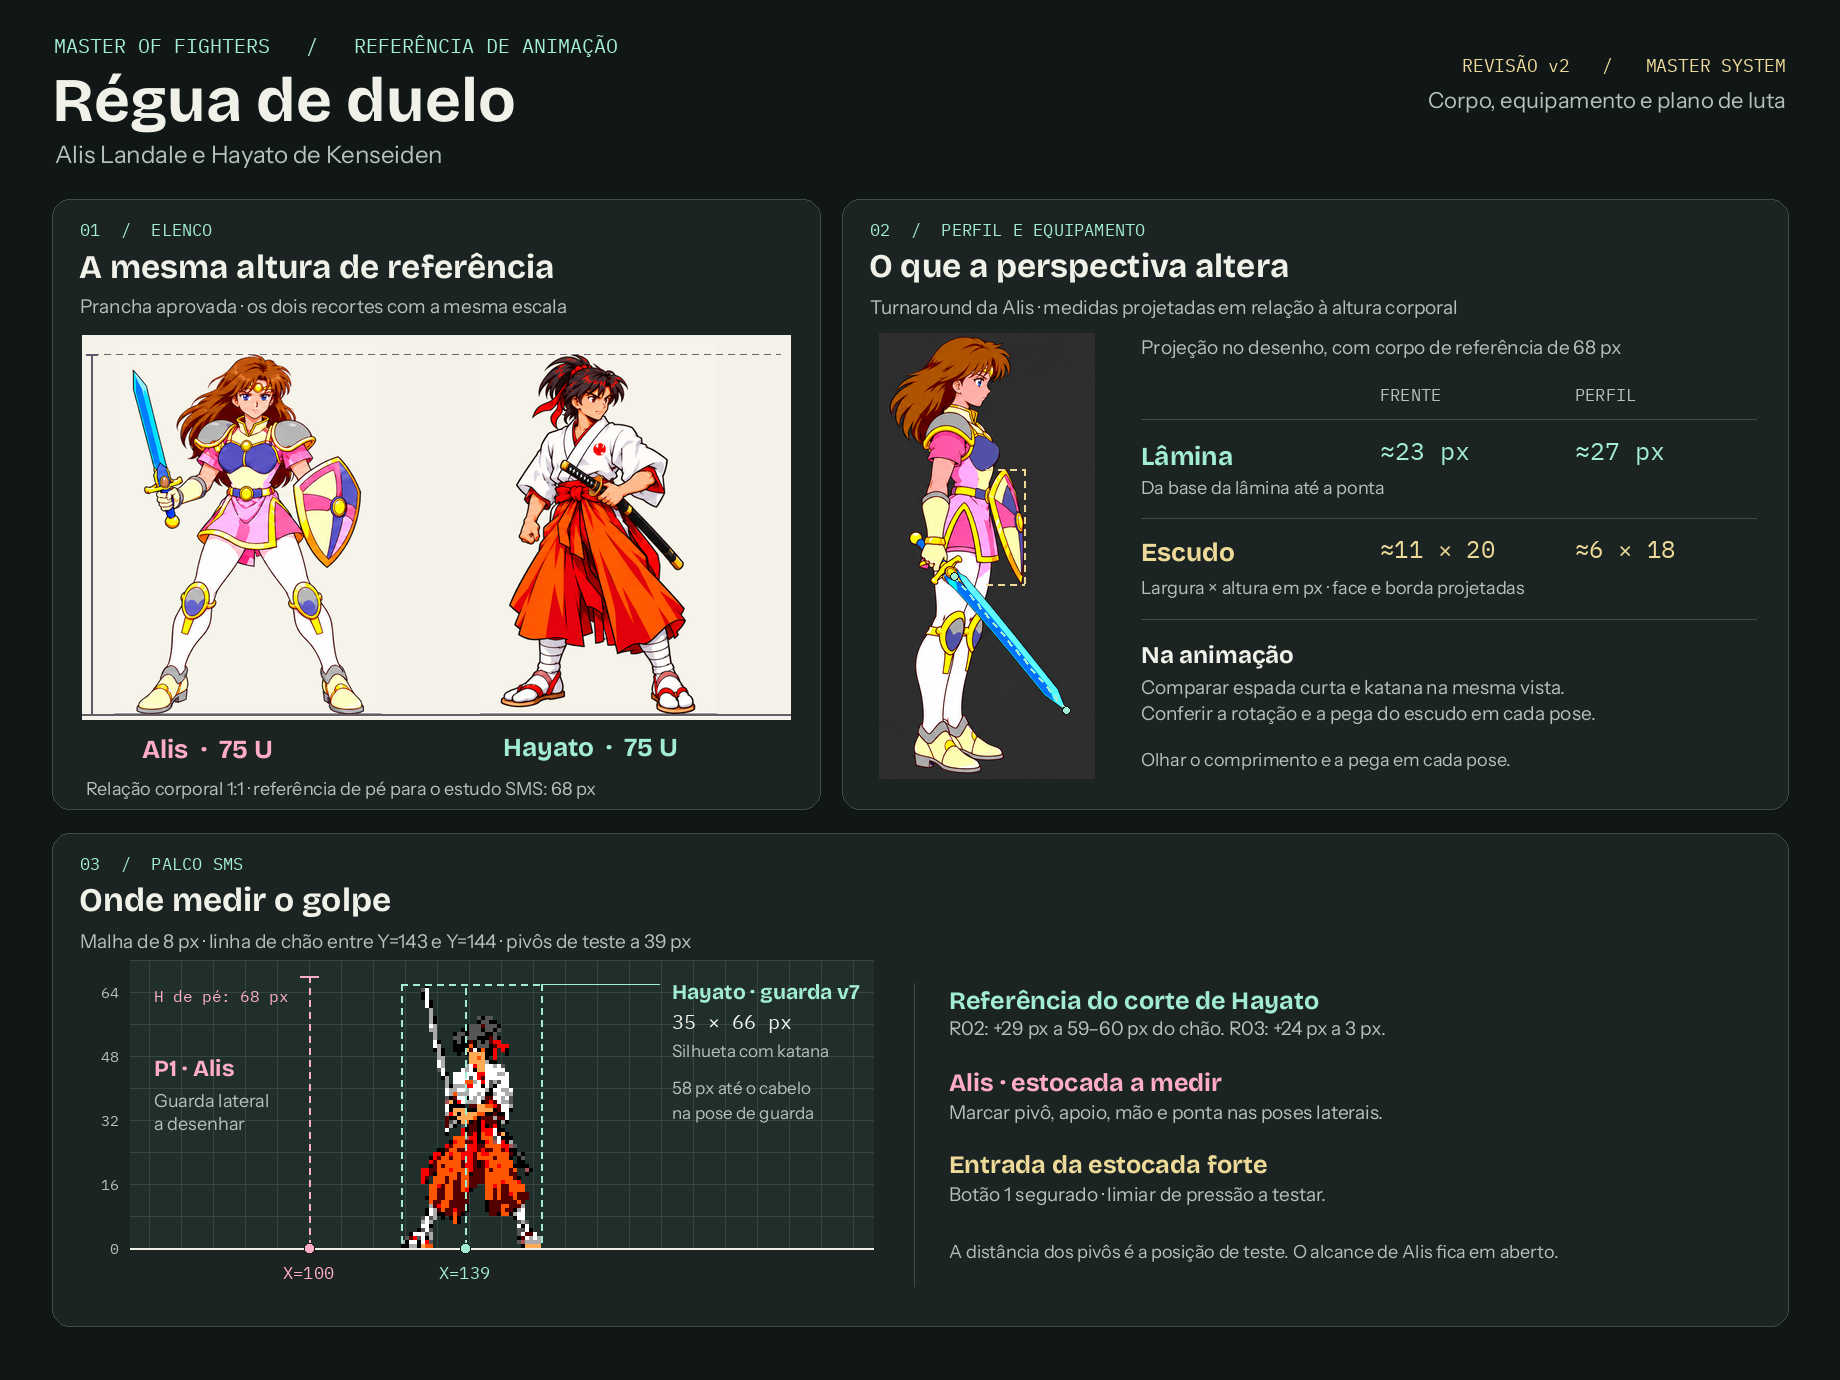 MASTER OF FIGHTERS / REFERÊNCIA DE ANIMAÇÃO
Régua de duelo
Alis Landale e Hayato de Kenseiden
REVISÃO v2 / MASTER SYSTEM
Corpo, equipamento e plano de luta
01 / ELENCO
A mesma altura de referência
Prancha aprovada · os dois recortes com a mesma escala
Alis · 75 U
Hayato · 75 U
Relação corporal 1:1 · referência de pé para o estudo SMS: 68 px
02 / PERFIL E EQUIPAMENTO
O que a perspectiva altera
Turnaround da Alis · medidas projetadas em relação à altura corporal
Projeção no desenho, com corpo de referência de 68 px
FRENTE PERFIL
Lâmina ≈23 px ≈27 px
Da base da lâmina até a ponta
Escudo ≈11 × 20 ≈6 × 18
Largura × altura em px · face e borda projetadas
Na animação
Comparar espada curta e katana na mesma vista.
Conferir a rotação e a pega do escudo em cada pose.
Olhar o comprimento e a pega em cada pose.
03 / PALCO SMS
Onde medir o golpe
Malha de 8 px · linha de chão entre Y=143 e Y=144 · pivôs de teste a 39 px
64
48
32
16
0
H de pé: 68 px
P1 · Alis
Guarda lateral
a desenhar
X=100
X=139
Hayato · guarda v7
35 × 66 px
Silhueta com katana
58 px até o cabelo
na pose de guarda
Referência do corte de Hayato
R02: +29 px a 59–60 px do chão. R03: +24 px a 3 px.
Alis · estocada a medir
Marcar pivô, apoio, mão e ponta nas poses laterais.
Entrada da estocada forte
Botão 1 segurado · limiar de pressão a testar.
A distância dos pivôs é a posição de teste. O alcance de Alis fica em aberto.